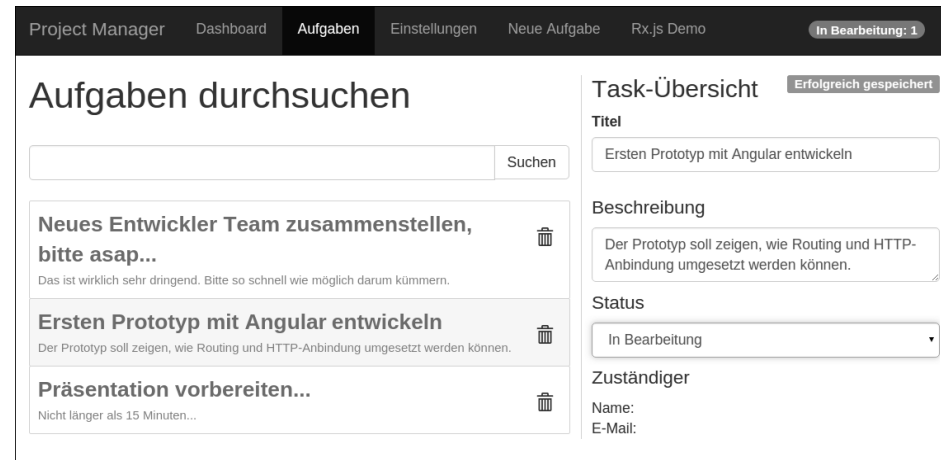 Project Manager Dashboard Aufgaben Einstellungen Neue Aufgabe Rx.js Demo In Bearbeitung: 1
Aufgaben durchsuchen
Suchen
Neues Entwickler Team zusammenstellen,
bitte asap...
Das ist wirklich sehr dringend. Bitte so schnell wie möglich darum kümmern.
Ersten Prototyp mit Angular entwickeln
Der Prototyp soll zeigen, wie Routing und HTTP-Anbindung umgesetzt werden können.
Präsentation vorbereiten...
Nicht länger als 15 Minuten...
Task-Übersicht Erfolgreich gespeichert
Titel
Ersten Prototyp mit Angular entwickeln
Beschreibung
Der Prototyp soll zeigen, wie Routing und HTTP-
Anbindung umgesetzt werden können.
Status
In Bearbeitung
Zuständiger
Name:
E-Mail: